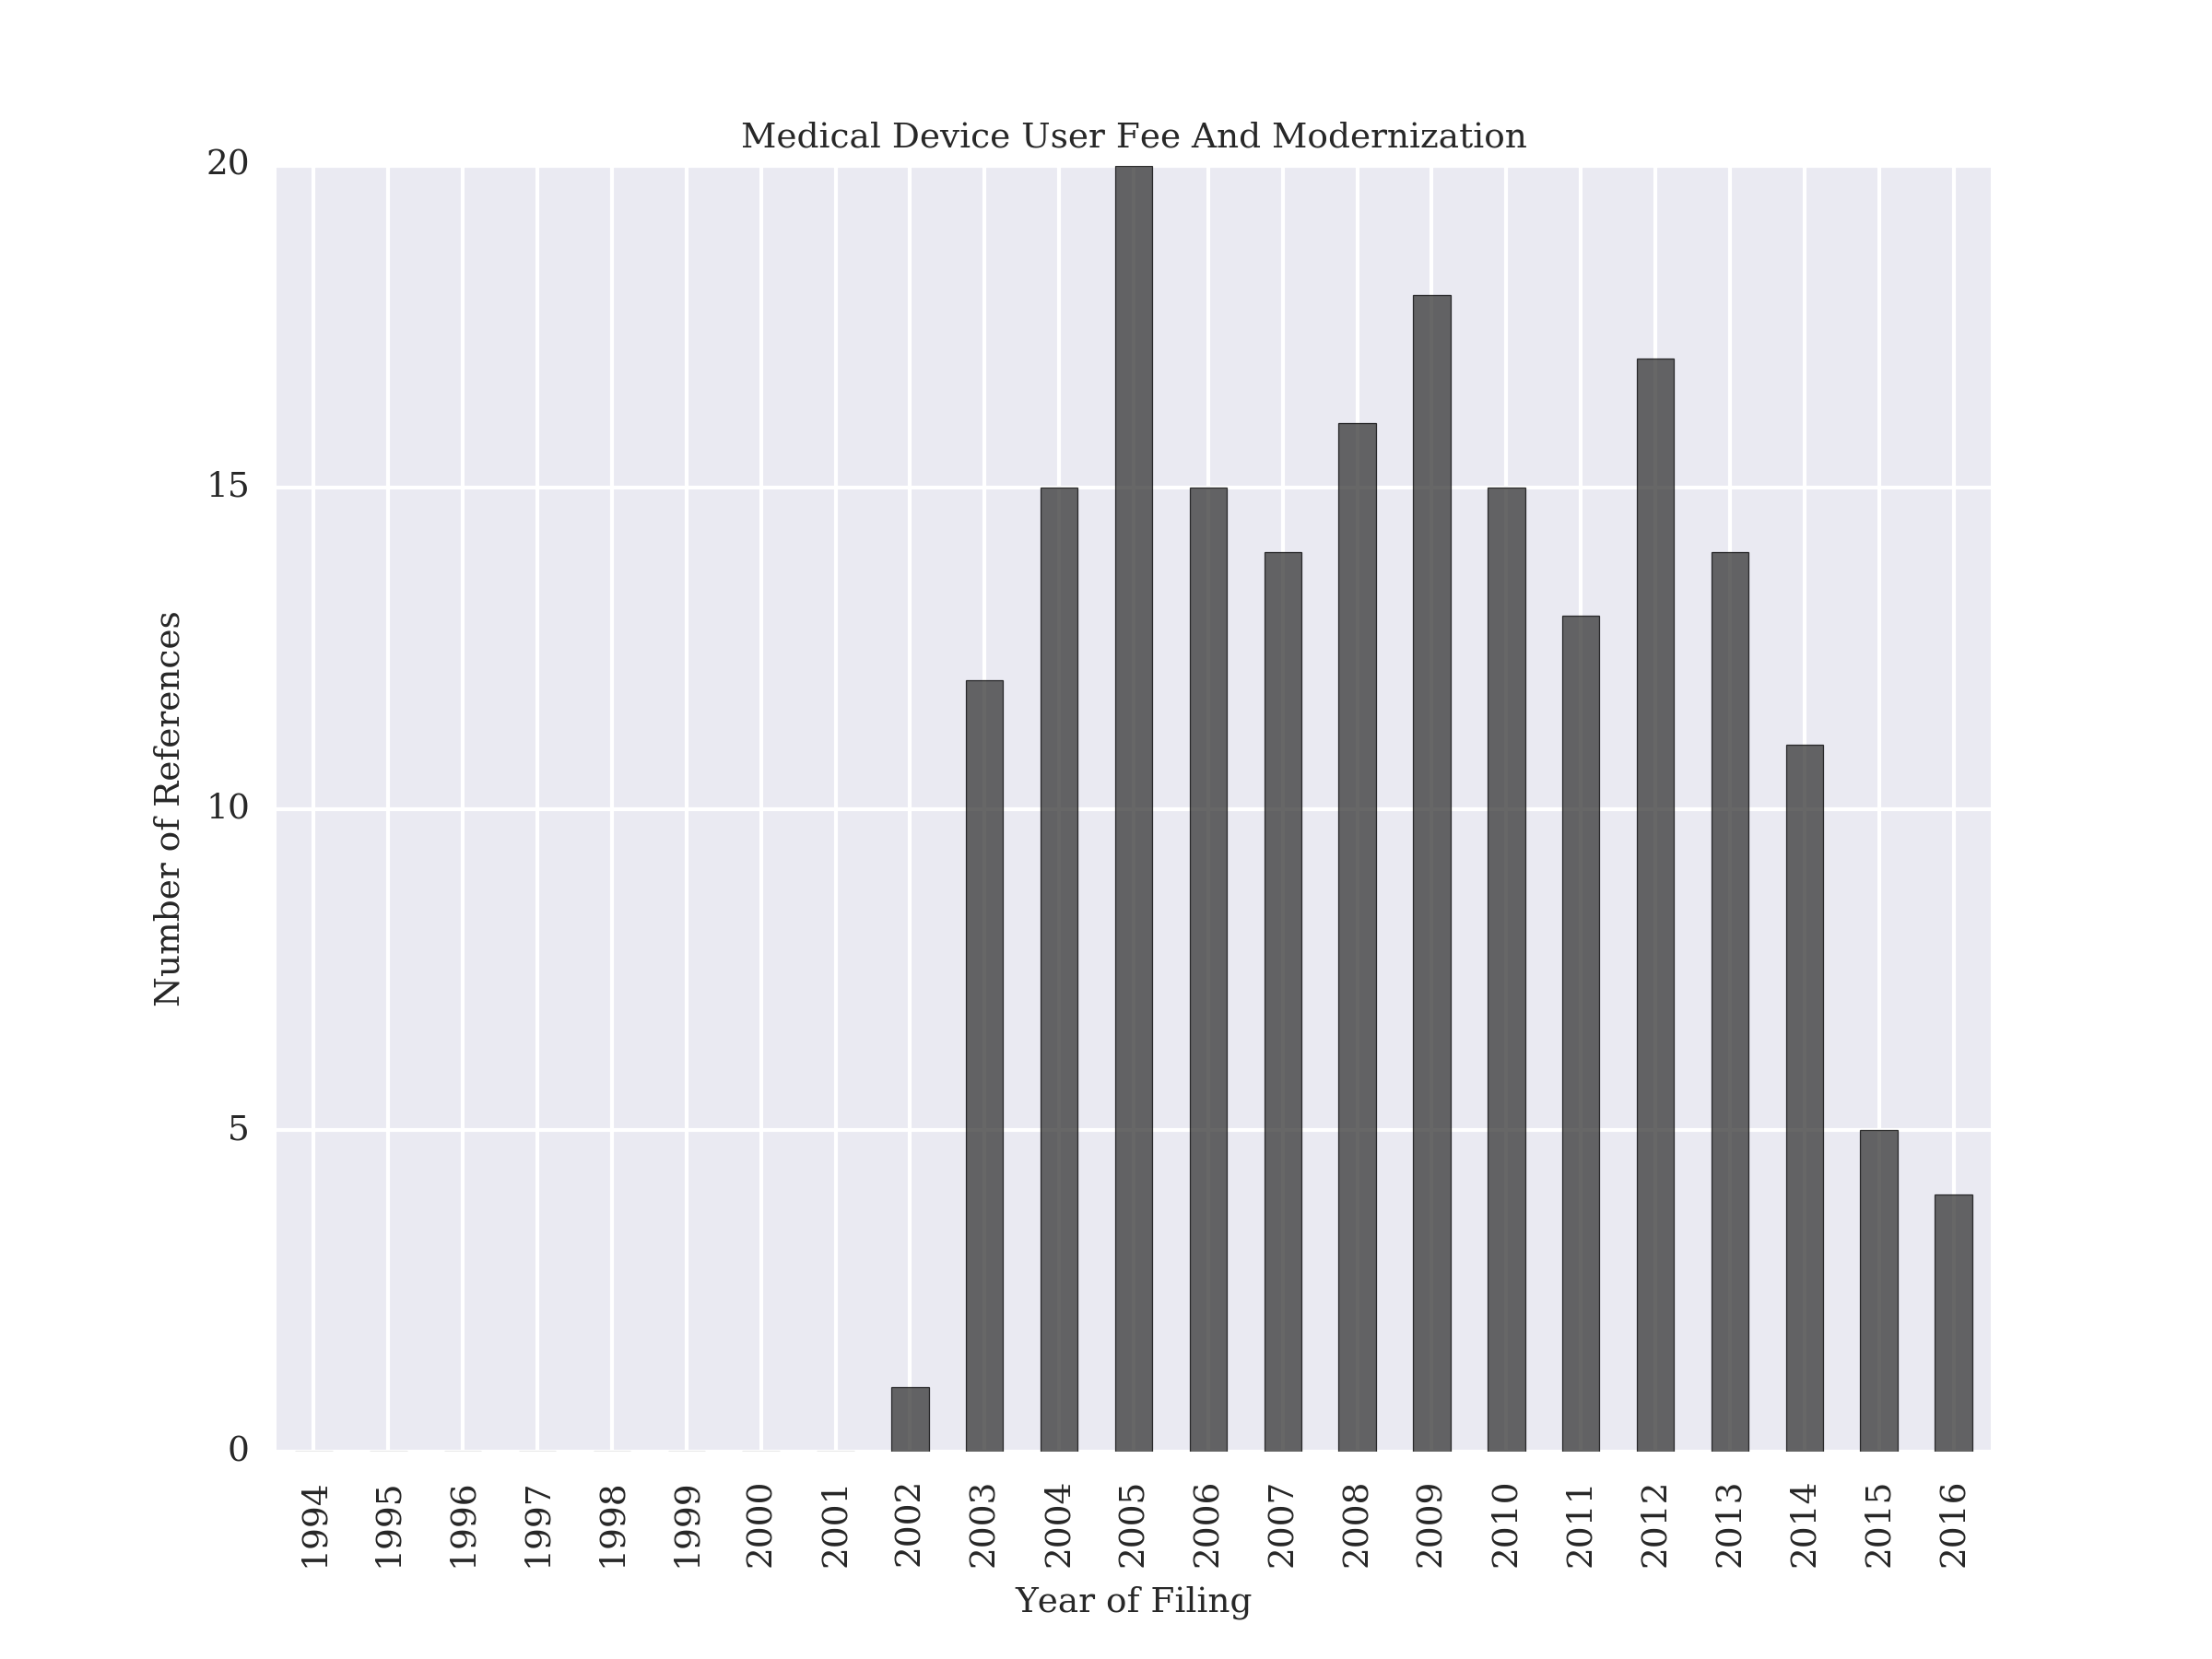 Medical Device User Fee And Modernization
20
15
10
5
0
Number of References
1994 1995 1996 1997 1998 1999 2000 2001 2002 2003 2004 2005 2006 2007 2008 2009 2010 2011 2012 2013 2014 2015 2016
Year of Filing